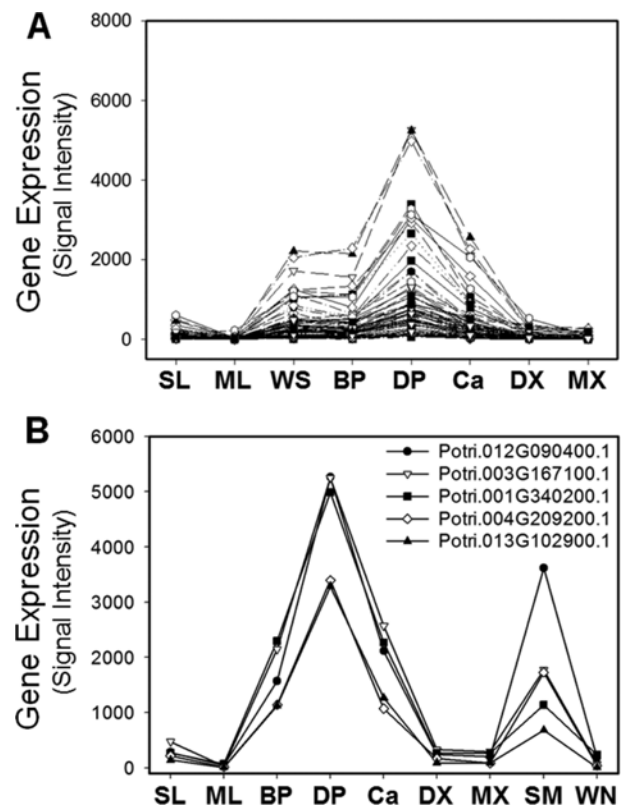 A
8000
6000
4000
2000
0
Gene Expression
(Signal Intensity)
SL ML WS BP DP Ca DX MX
B
6000
5000
4000
3000
2000
1000
0
Gene Expression
(Signal Intensity)
Potri.012G090400.1
Potri.003G167100.1
Potri.001G340200.1
Potri.004G209200.1
Potri.013G102900.1
SL ML BP DP Ca DX MX SM WN